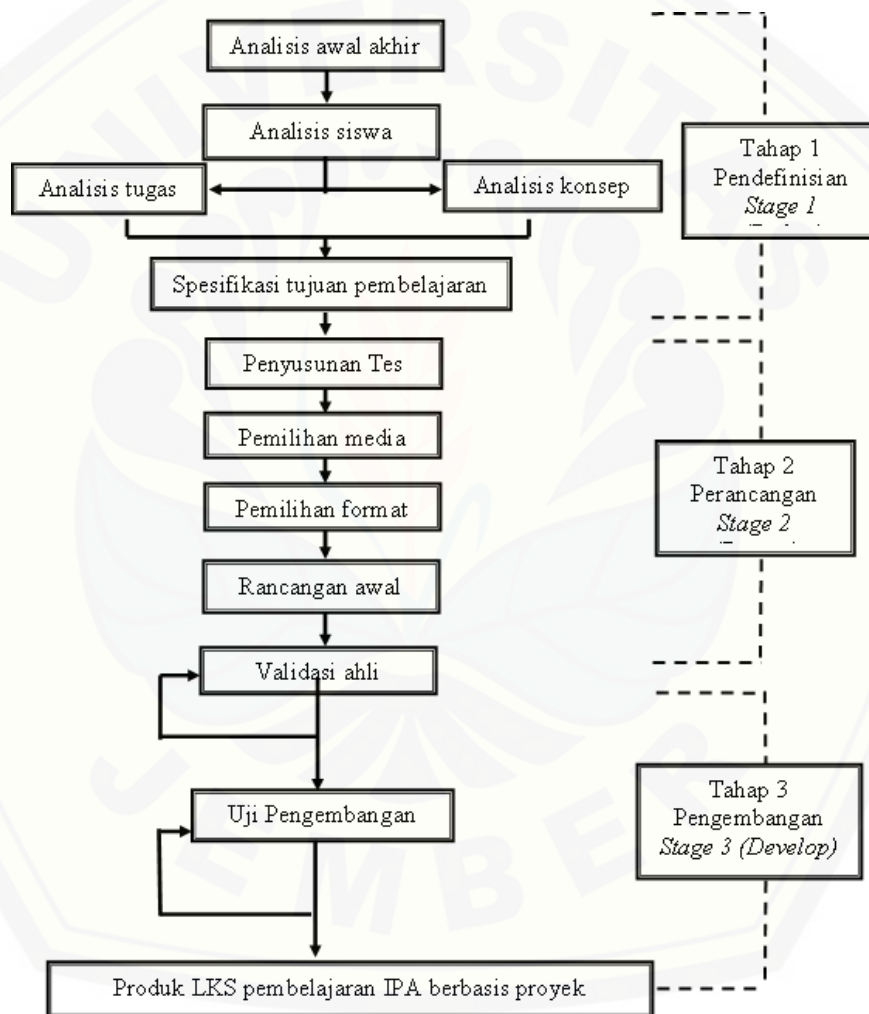 Analisis awal akhir
Analisis siswa
Analisis tugas
Analisis konsep
Spesifikasi tujuan pembelajaran
Penyusunan Tes
Pemilihan media
Pemilihan format
Rancangan awal
Validasi ahli
Uji Pengembangan
Produk LKS pembelajaran IPA berbasis proyek
Tahap 1
Pendefinisian
Stage 1
Tahap 2
Perancangan
Stage 2
Tahap 3
Pengembangan
Stage 3 (Develop)
UNIVERSITAS
JEMBER